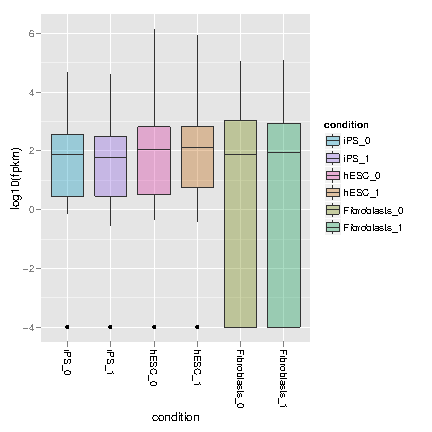 6
4
2
0
−2
−4
log10(fpkm)
iPS_0
iPS_1
hESC_0
hESC_1
Fibroblasts_0
Fibroblasts_1
condition
condition
iPS_0
iPS_1
hESC_0
hESC_1
Fibroblasts_0
Fibroblasts_1